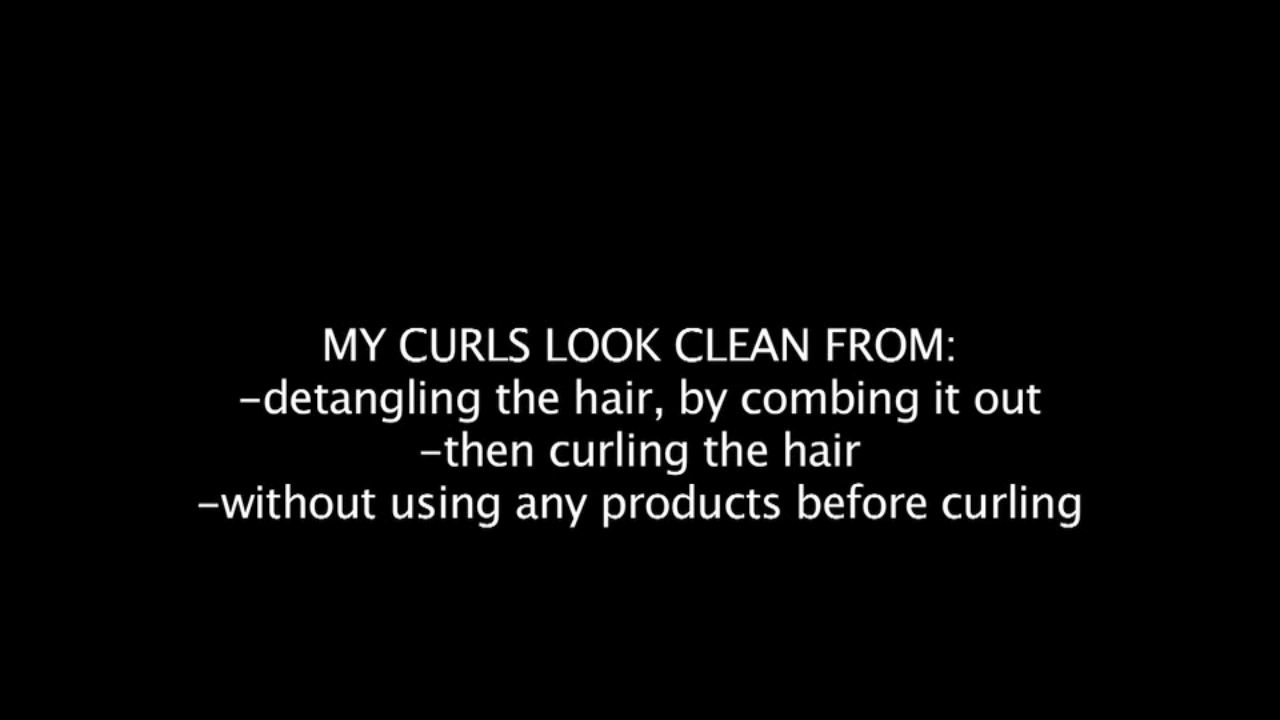 MY CURLS LOOK CLEAN FROM:
-detangling the hair, by combing it out
-then curling the hair
-without using any products before curling